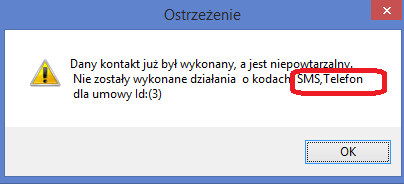 Ostrzeżenie
Dany kontakt już był wykonany, a jest niepowtarzalny.
Nie zostały wykonane działania o kodach SMS,Telefon
dla umowy Id:(3)
OK